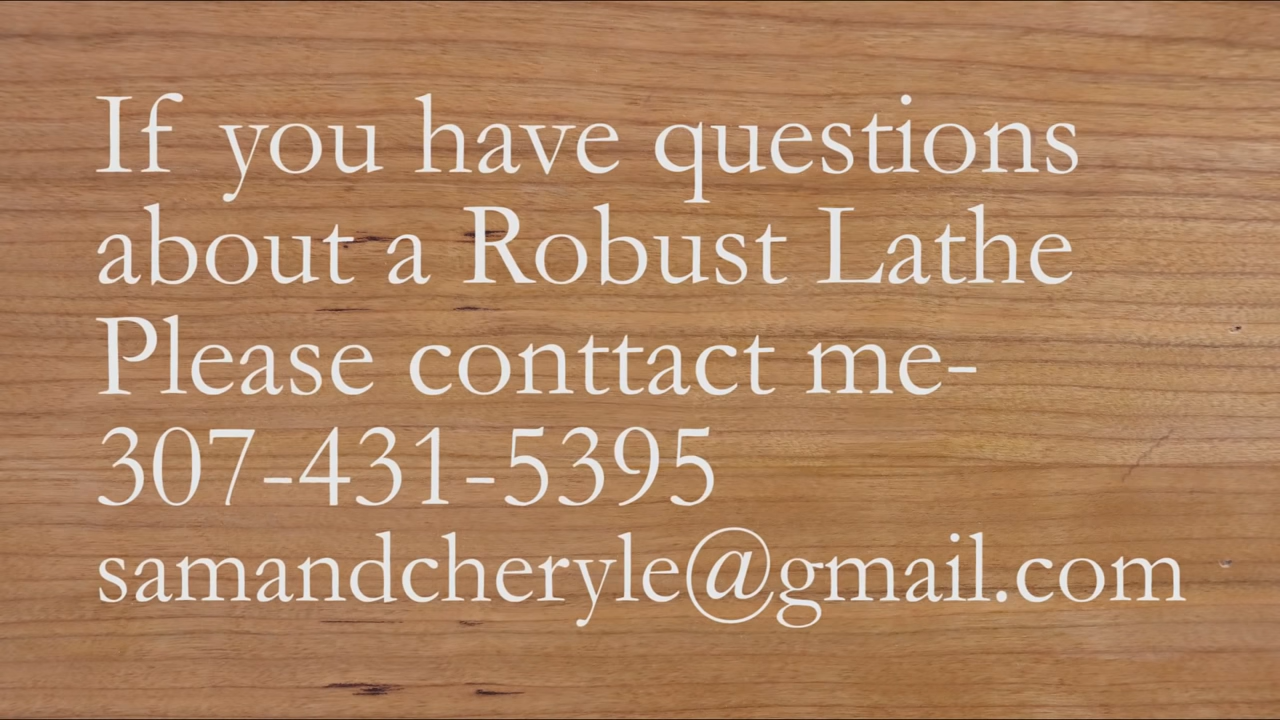 If you have questions
about a Robust Lathe
Please conttact me-
307-431-5395
samandcheryle@gmail.com